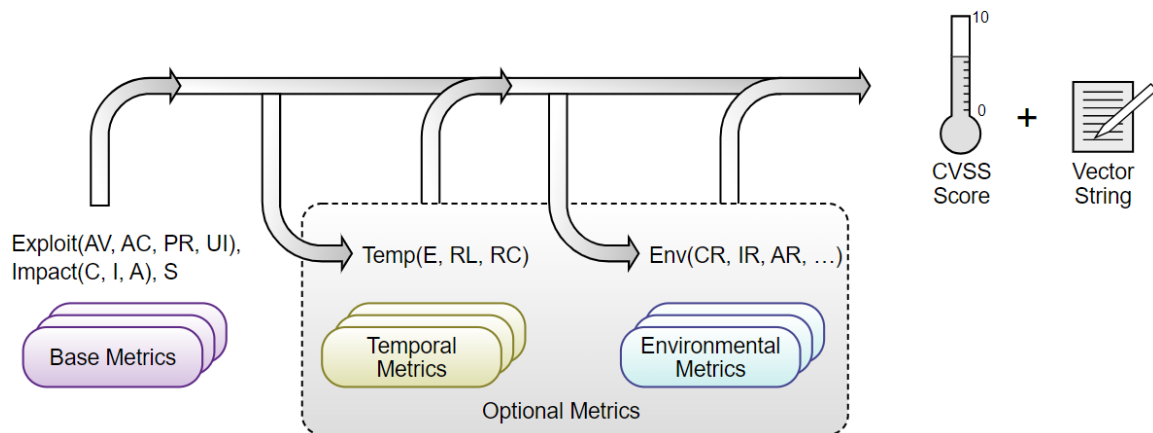 10
0
+
CVSS
Score
Vector
String
Exploit(AV, AC, PR, UI),
Impact(C, I, A), S
Temp(E, RL, RC)
Env(CR, IR, AR, …)
Base Metrics
Temporal
Metrics
Environmental
Metrics
Optional Metrics